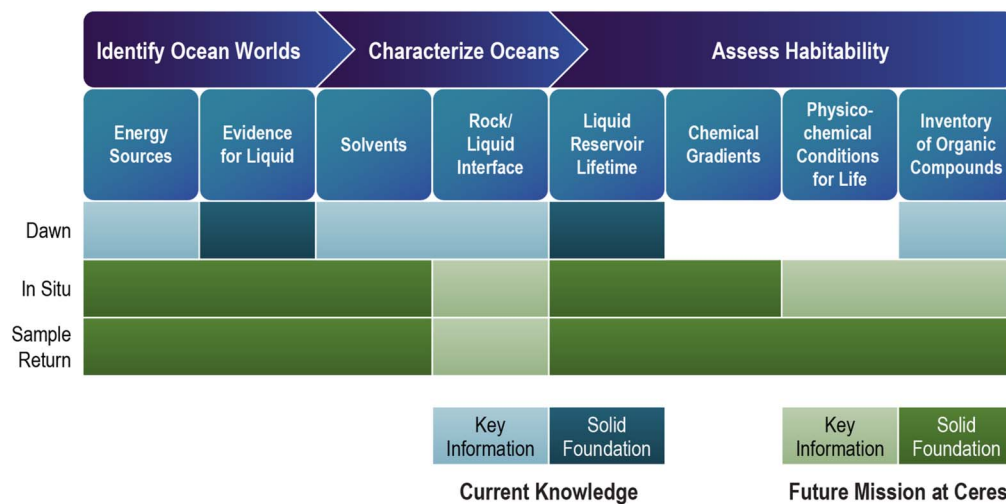 Identify Ocean Worlds
Characterize Oceans
Assess Habitability
Energy
Sources
Evidence
for Liquid
Solvents
Rock/
Liquid
Interface
Liquid
Reservoir
Lifetime
Chemical
Gradients
Physico-
chemical
Conditions
for Life
Inventory
of Organic
Compounds
Dawn
In Situ
Sample
Return
Key
Information
Solid
Foundation
Key
Information
Solid
Foundation
Current Knowledge
Future Mission at Ceres